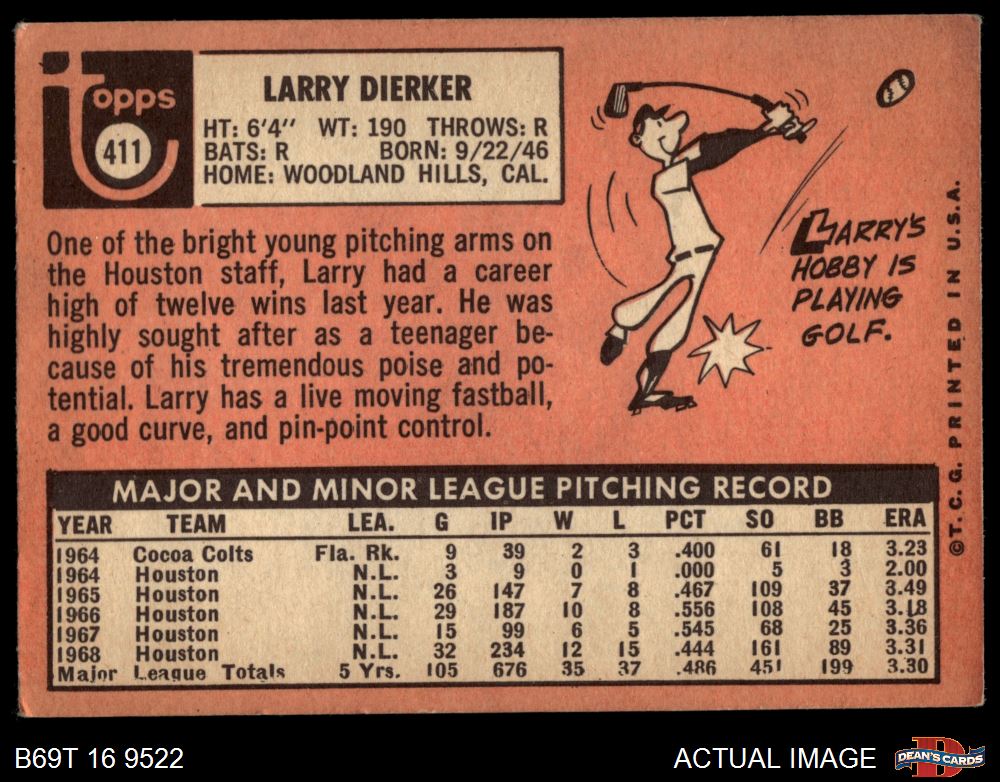 Topps
411
LARRY DIERKER
HT: 6'4" WT: 190 THROWS: R
BATS: R BORN: 9/22/46
HOME: WOODLAND HILLS, CAL.
One of the bright young pitching arms on
the Houston staff, Larry had a career
high of twelve wins last year. He was
highly sought after as a teenager be-
cause of his tremendous poise and po-
tential. Larry has a live moving fastball,
a good curve, and pin-point control.
LARRY'S
HOBBY IS
PLAYING
GOLF.
©T.C.G. PRINTED IN U.S.A.
MAJOR AND MINOR LEAGUE PITCHING RECORD
YEAR TEAM LEA. G IP W L PCT SO BB ERA
1964 Cocoa Colts Fla. Rk. 9 39 2 3 .400 61 18 3.23
1964 Houston N.L. 3 9 0 1 .000 5 3 2.00
1965 Houston N.L. 26 147 7 8 .467 109 37 3.49
1966 Houston N.L. 29 187 10 8 .556 108 45 3.18
1967 Houston N.L. 15 99 6 5 .545 68 25 3.36
1968 Houston N.L. 32 234 12 15 .444 161 89 3.31
Major League Totals 5 Yrs. 105 676 35 37 .486 451 199 3.30
B69T 16 9522
ACTUAL IMAGE
D
DEAN'S CARDS